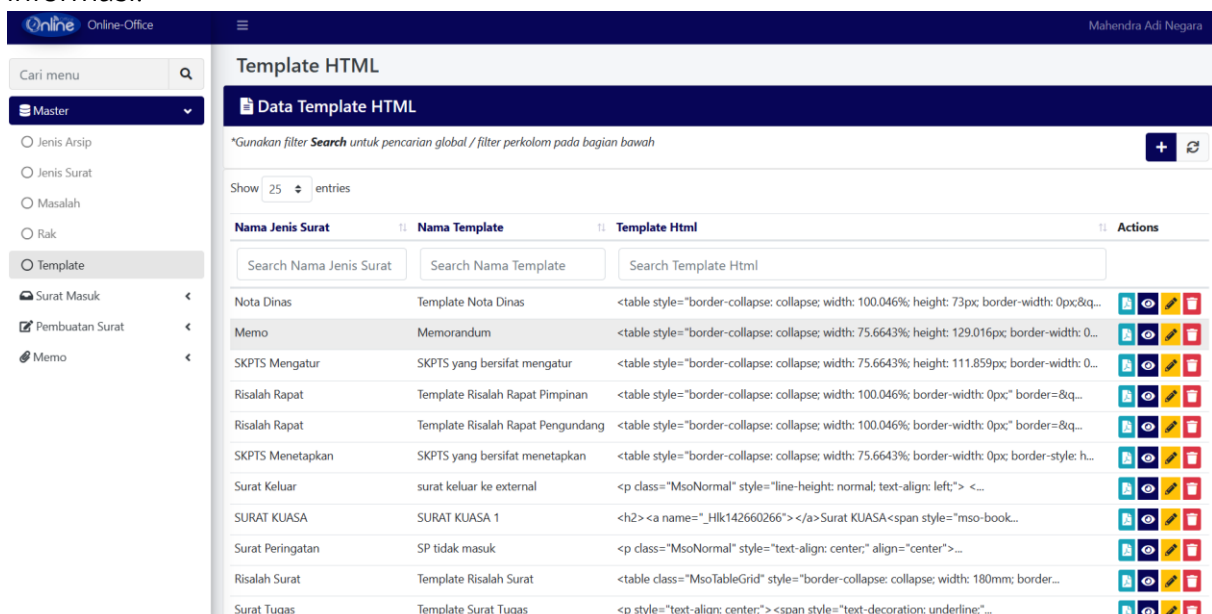 informasi.
Online Online-Office
Mahendra Adi Negara
Cari menu
Template HTML
Master
Data Template HTML
Jenis Arsip
*Gunakan filter Search untuk pencarian global / filter perkolom pada bagian bawah
Jenis Surat
Show 25 entries
Masalah
Rak
Nama Jenis Surat Nama Template Template Html Actions
Template
Search Nama Jenis Surat Search Nama Template Search Template Html
Surat Masuk
Nota Dinas Template Nota Dinas <table style="border-collapse: collapse; width: 100.046%; height: 73px; border-width: 0px;&q...
Pembuatan Surat
Memo Memorandum <table style="border-collapse: collapse; width: 75.6643%; height: 129.016px; border-width: 0...
Memo
SKPTS Mengatur SKPTS yang bersifat mengatur <table style="border-collapse: collapse; width: 75.6643%; height: 111.859px; border-width: 0...
Risalah Rapat Template Risalah Rapat Pimpinan <table style="border-collapse: collapse; width: 100.046%; border-width: 0px;" border=&q...
Risalah Rapat Template Risalah Rapat Pengundang <table style="border-collapse: collapse; width: 100.046%; border-width: 0px;" border=&q...
SKPTS Menetapkan SKPTS yang bersifat menetapkan <table style="border-collapse: collapse; width: 75.6643%; border-width: 0px; border-style: h...
Surat Keluar surat keluar ke external <p class="MsoNormal" style="line-height: normal; text-align: left;"> <...
SURAT KUASA SURAT KUASA 1 <h2><a name="_Hlk142660266"></a>Surat KUASA<span style="mso-book...
Surat Peringatan SP tidak masuk <p class="MsoNormal" style="text-align: center;" align="center">...
Risalah Surat Template Risalah Surat <table class="MsoTableGrid" style="border-collapse: collapse; width: 180mm; border...
Surat Tugas Template Surat Tugas <p style="text-align: center;"><span style="text-decoration: underline;"...